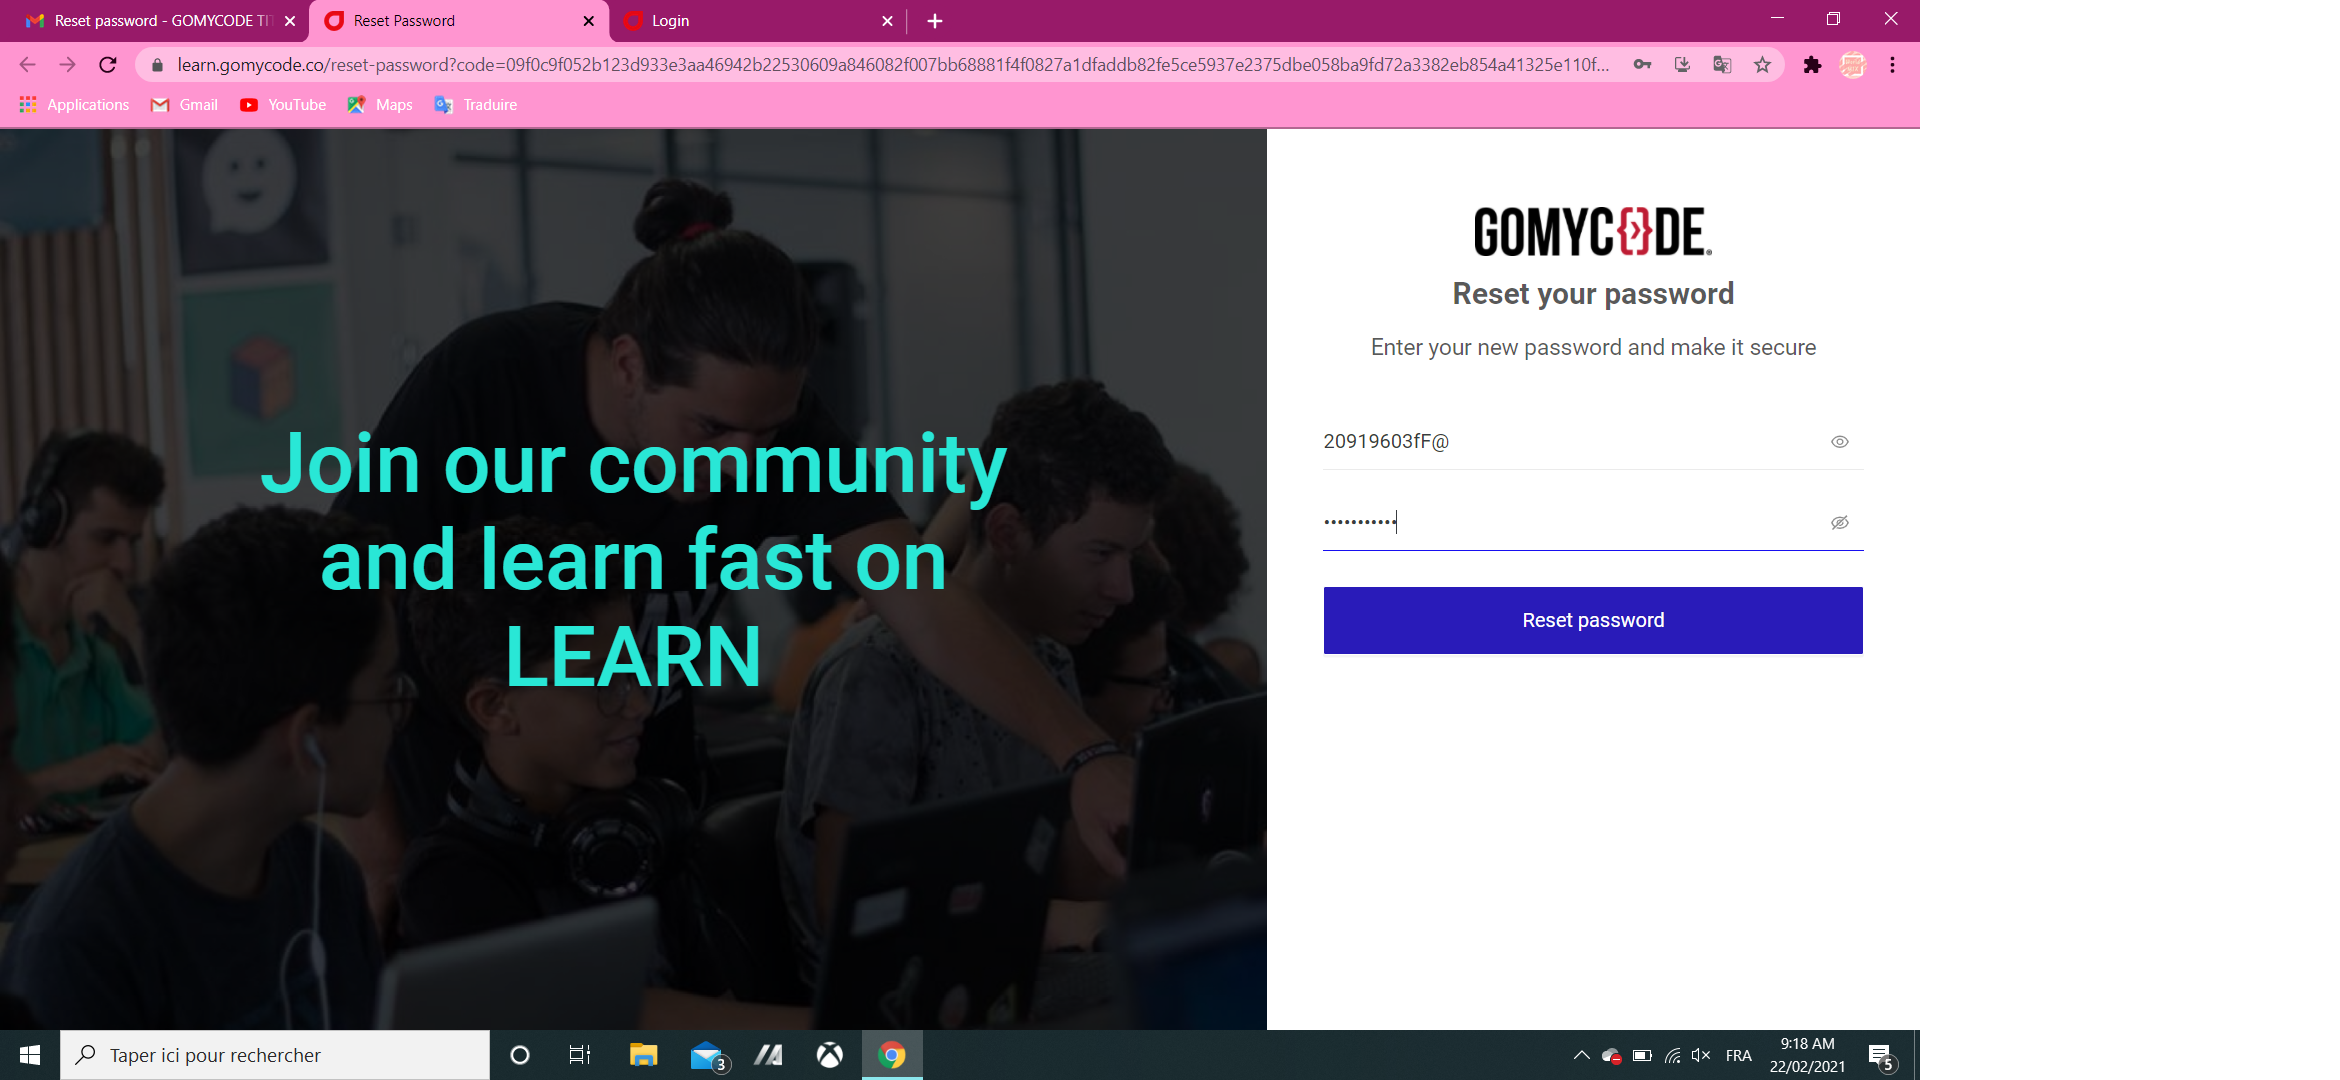 Reset password - GOMYCODE TI
Reset Password
Login
learn.gomycode.co/reset-password?code=09f0c9f052b123d933e3aa46942b22530609a846082f007bb68881f4f0827a1dfaddb82fe5ce5937e2375dbe058ba9fd72a3382eb854a41325e110f...
Applications
Gmail
YouTube
Maps
Traduire
Join our community
and learn fast on
LEARN
GOMYCODE
Reset your password
Enter your new password and make it secure
20919603fF@
•••••••••••
Reset password
Taper ici pour rechercher
3
FRA
9:18 AM
22/02/2021
5